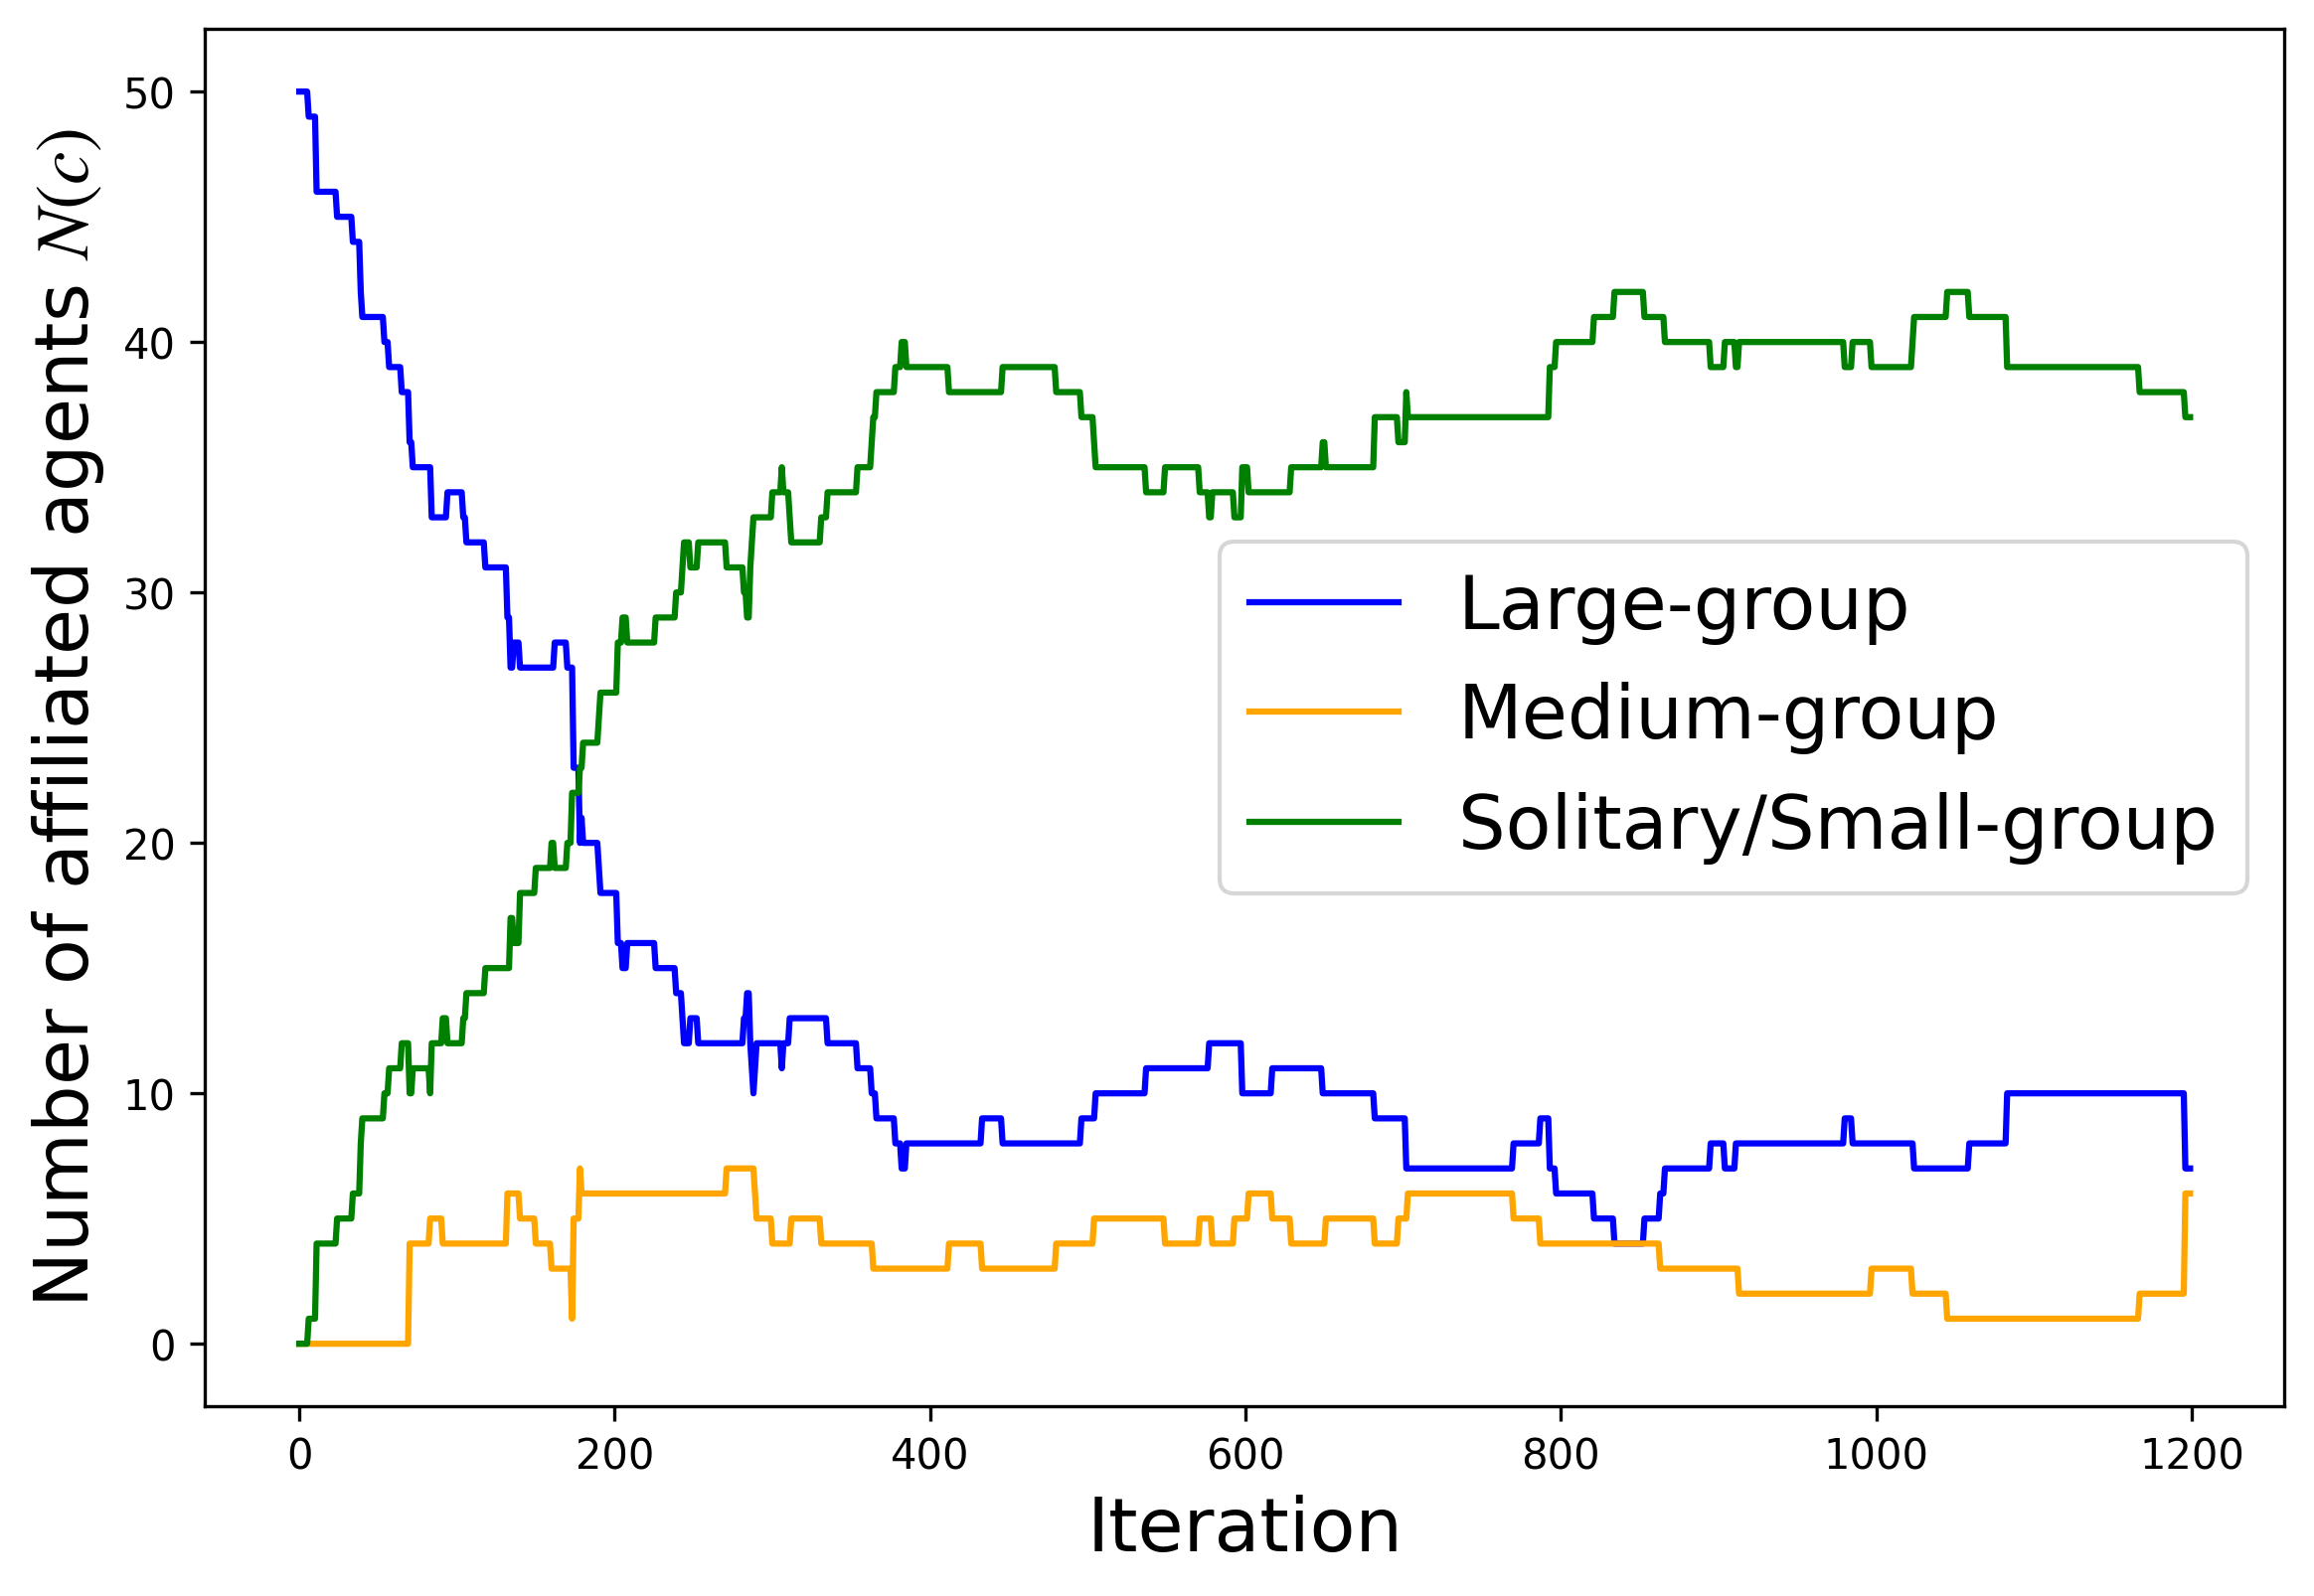 Number of affiliated agents N(c)
50
40
30
20
10
0
Large-group
Medium-group
Solitary/Small-group
0 200 400 600 800 1000 1200
Iteration